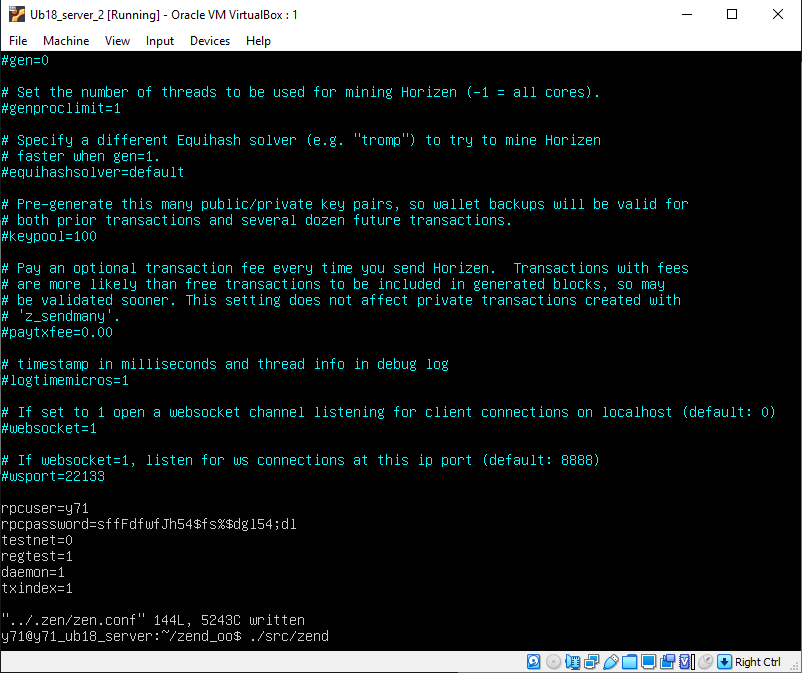 Ub18_server_2 [Running] - Oracle VM VirtualBox : 1
File Machine View Input Devices Help
#gen=0
# Set the number of threads to be used for mining Horizen (-1 = all cores).
#genproclimit=1
# Specify a different Equihash solver (e.g. "tromp") to try to mine Horizen
# faster when gen=1.
#equihashsolver=default
# Pre-generate this many public/private key pairs, so wallet backups will be valid for
# both prior transactions and several dozen future transactions.
#keypool=100
# Pay an optional transaction fee every time you send Horizen.  Transactions with fees
# are more likely than free transactions to be included in generated blocks, so may
# be validated sooner. This setting does not affect private transactions created with
# 'z_sendmany'.
#paytxfee=0.00
# timestamp in milliseconds and thread info in debug log
#logtimemicros=1
# If set to 1 open a websocket channel listening for client connections on localhost (default: 0)
#websocket=1
# If websocket=1, listen for ws connections at this ip port (default: 8888)
#wsport=22133
rpcuser=y71
rpcpassword=sffFdfwfJh54$fs%$dgl54;dl
testnet=0
regtest=1
daemon=1
txindex=1
"../.zen/zen.conf" 144L, 5243C written
y71@y71_ub18_server:~/zend_oo$ ./src/zend
Right Ctrl